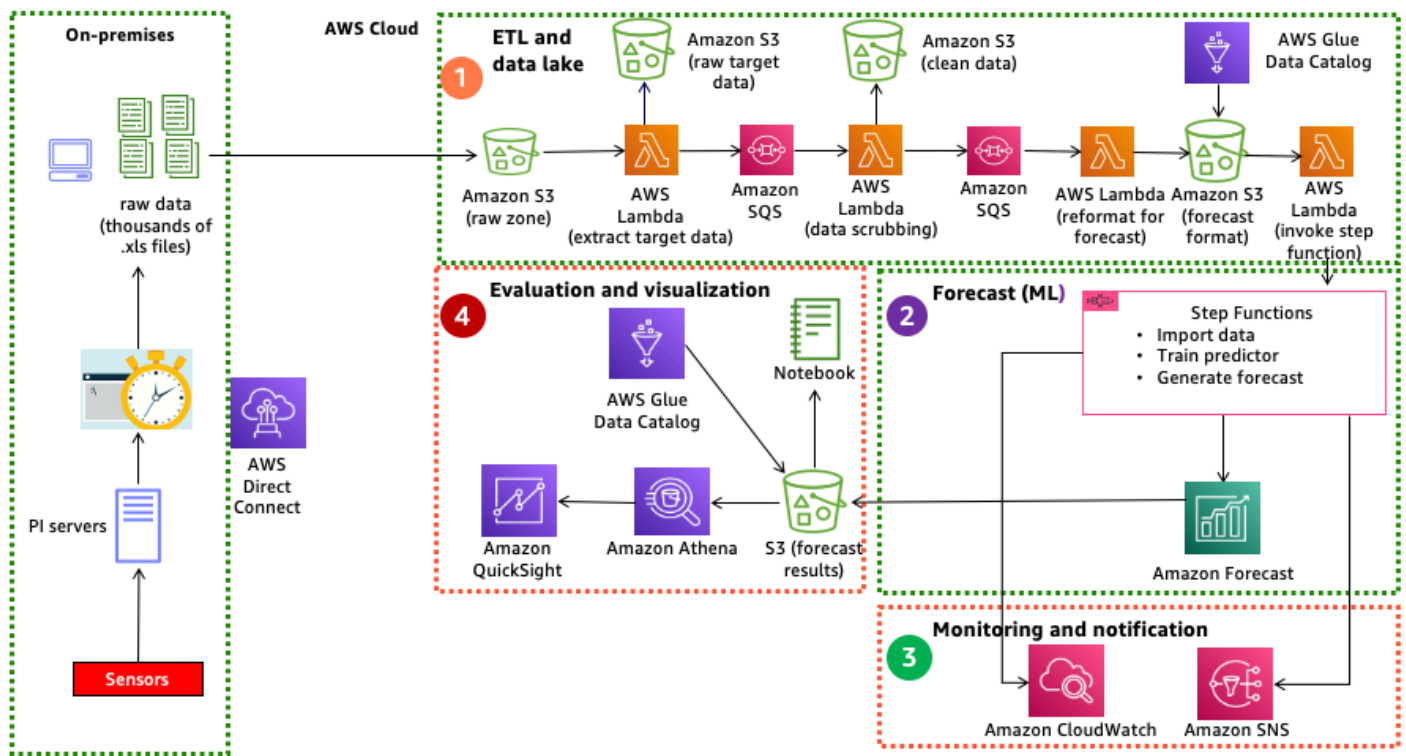 On-premises
raw data
(thousands of
.xls files)
PI servers
Sensors
AWS
Direct
Connect
AWS Cloud
1
ETL and
data lake
Amazon S3
(raw target
data)
Amazon S3
(clean data)
AWS Glue
Data Catalog
Amazon S3
(raw zone)
AWS
Lambda
(extract target data)
Amazon
SQS
AWS
Lambda
(data scrubbing)
Amazon
SQS
AWS Lambda
(reformat for
forecast)
Amazon S3
(forecast
format)
AWS
Lambda
(invoke step
function)
2
Forecast (ML)
Step Functions
• Import data
• Train predictor
• Generate forecast
Amazon Forecast
3
Monitoring and notification
Amazon CloudWatch
Amazon SNS
4
Evaluation and visualization
AWS Glue
Data Catalog
Notebook
Amazon
QuickSight
Amazon Athena
S3 (forecast
results)